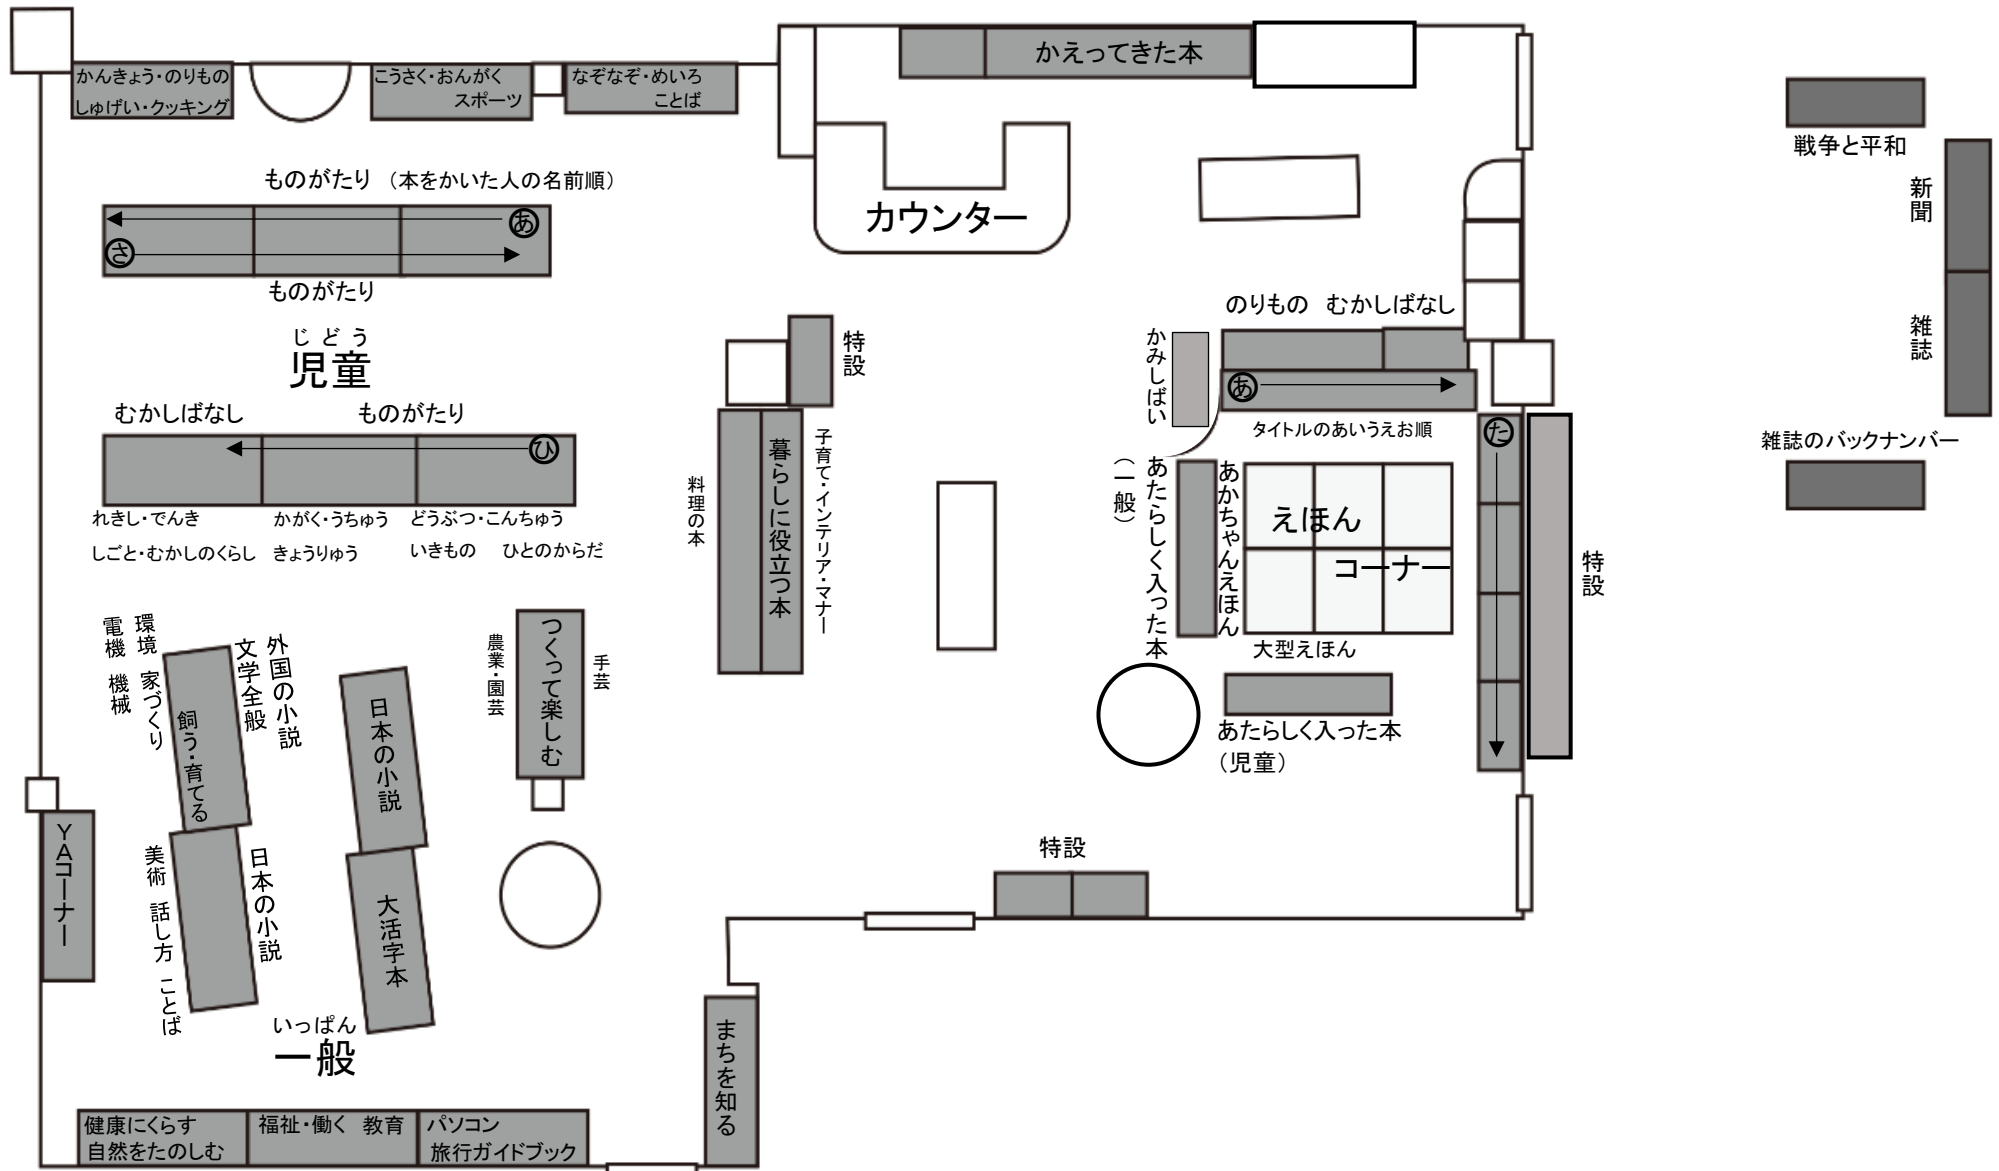 かんきょう・のりもの
しゅげい・クッキング
こうさく・おんがく
スポーツ
なぞなぞ・めいろ
ことば
かえってきた本
カウンター
ものがたり （本をかいた人の名前順）
あ
さ
ものがたり
じどう
児童
むかしばなし
ものがたり
ひ
れきし・でんき
しごと・むかしのくらし
かがく・うちゅう
きょうりゅう
どうぶつ・こんちゅう
いきもの ひとのからだ
特設
料理の本
暮らしに役立つ本
子育て・インテリア・マナー
のりもの むかしばなし
かみしばい
あ
タイトルのあいうえお順
た
あたらしく入った本
（一般）
あかちゃんえほん
えほん
コーナー
大型えほん
あたらしく入った本
（児童）
特設
特設
戦争と平和
新聞
雑誌
雑誌のバックナンバー
環境 家づくり
電機 機械
飼う・育てる
外国の小説
文学全般
日本の小説
農業・園芸
つくって楽しむ
手芸
YAコーナー
美術 話し方 ことば
日本の小説
大活字本
いっぱん
一般
健康にくらす
自然をたのしむ
福祉・働く 教育
パソコン
旅行ガイドブック
まちを知る